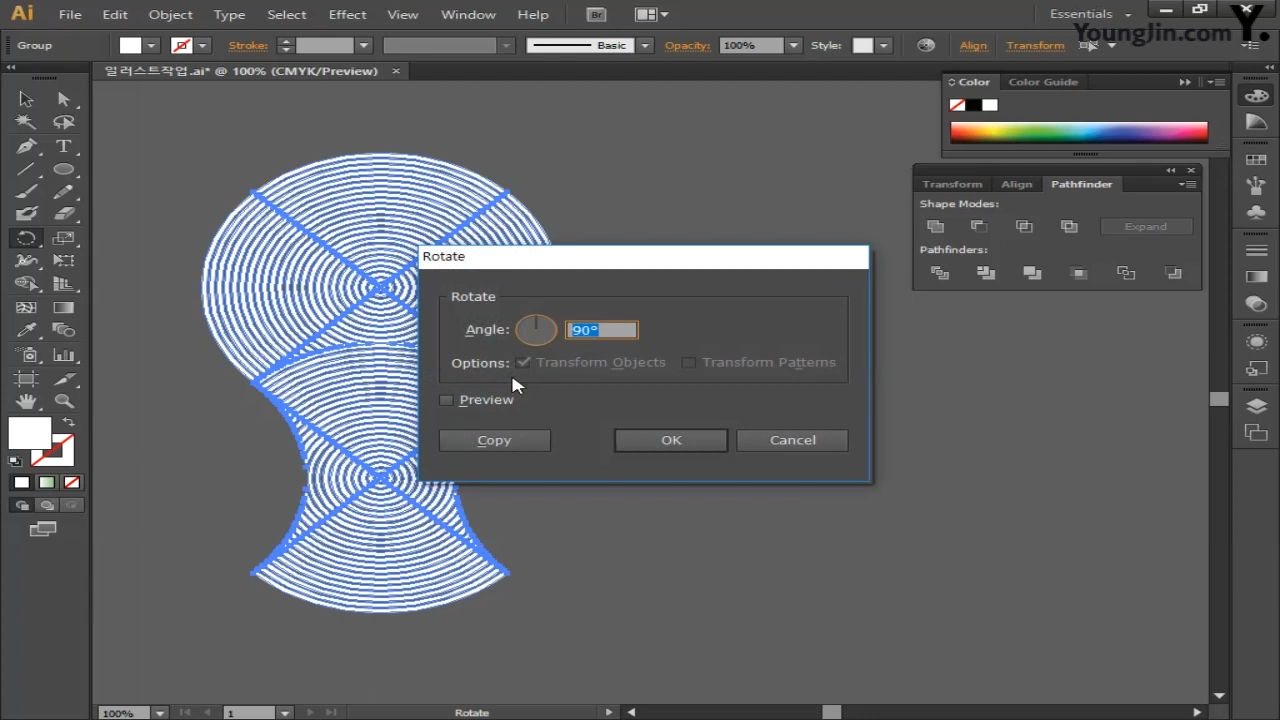 Ai File Edit Object Type Select Effect View Window Help Br Essentials
YoungJin.com Y.
Group Stroke: Basic Opacity: 100% Style: Align Transform
일러스트작업.ai* @ 100% (CMYK/Preview) ×
Color Color Guide
Transform Align Pathfinder
Shape Modes:
Expand
Pathfinders:
Rotate
Rotate
Angle: 90°
Options: Transform Objects Transform Patterns
Preview
Copy OK Cancel
100% 1 Rotate